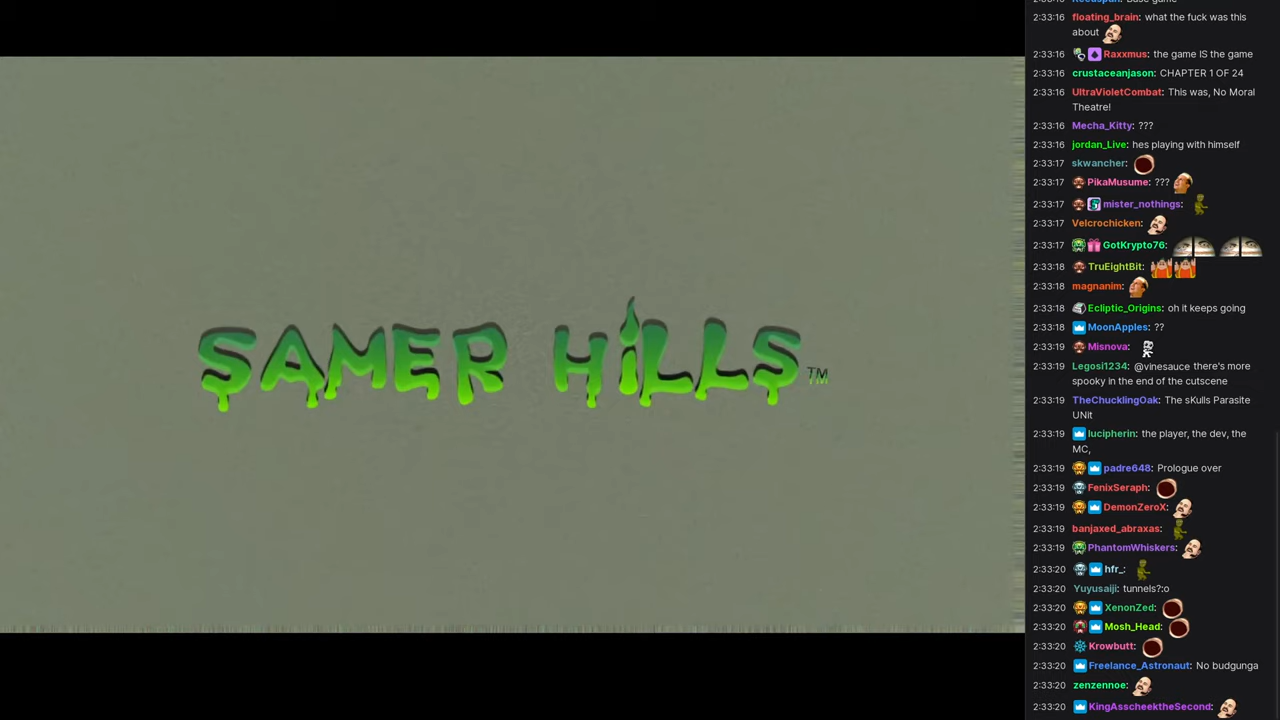 SAMER HILLS™
2:33:16 floating_brain: what the fuck was this
about
2:33:16 Raxxmus: the game IS the game
2:33:16 crustaceanjason: CHAPTER 1 OF 24
2:33:16 UltraVioletCombat: This was, No Moral
Theatre!
2:33:16 Mecha_Kitty: ???
2:33:16 jordan_Live: hes playing with himself
2:33:17 skwancher:
2:33:17 PikaMusume: ???
2:33:17 mister_nothings:
2:33:17 Velcrochicken:
2:33:17 GotKrypto76:
2:33:18 TruEightBit:
2:33:18 magnanim:
2:33:18 Ecliptic_Origins: oh it keeps going
2:33:18 MoonApples: ??
2:33:18 Misnova:
2:33:19 Legosi1234: @vinesauce there's more
spooky in the end of the cutscene
2:33:19 TheChucklingOak: The sKulls Parasite
UNit
2:33:19 lucipherin: the player, the dev, the
MC,
2:33:19 padre648: Prologue over
2:33:19 FenixSeraph:
2:33:19 DemonZeroX:
2:33:19 banjaxed_abraxas:
2:33:19 PhantomWhiskers:
2:33:20 hfr_:
2:33:20 Yuyusaiji: tunnels?:o
2:33:20 XenonZed:
2:33:20 Mosh_Head:
2:33:20 Krowbutt:
2:33:20 Freelance_Astronaut: No budgunga
2:33:20 zenzennoe:
2:33:20 KingAsscheektheSecond: